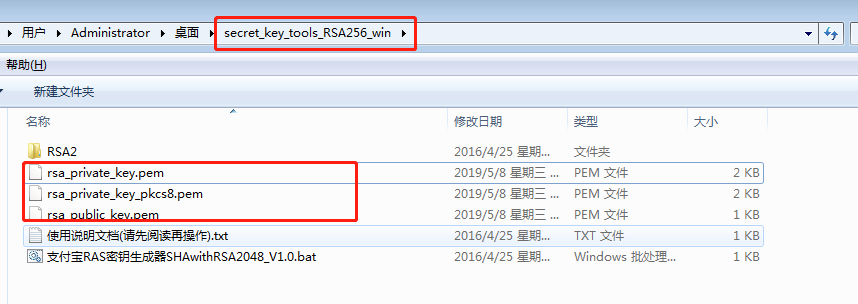 用户 Administrator 桌面 secret_key_tools_RSA256_win
帮助(H)
新建文件夹
名称 修改日期 类型 大小
RSA2 2016/4/25 星期... 文件夹
rsa_private_key.pem 2019/5/8 星期三 ... PEM 文件 2 KB
rsa_private_key_pkcs8.pem 2019/5/8 星期三 ... PEM 文件 2 KB
rsa_public_key.pem 2019/5/8 星期三 ... PEM 文件 1 KB
使用说明文档(请先阅读再操作).txt 2016/4/25 星期... TXT 文件 1 KB
支付宝RAS密钥生成器SHAwithRSA2048_V1.0.bat 2016/4/25 星期... Windows 批处理... 1 KB